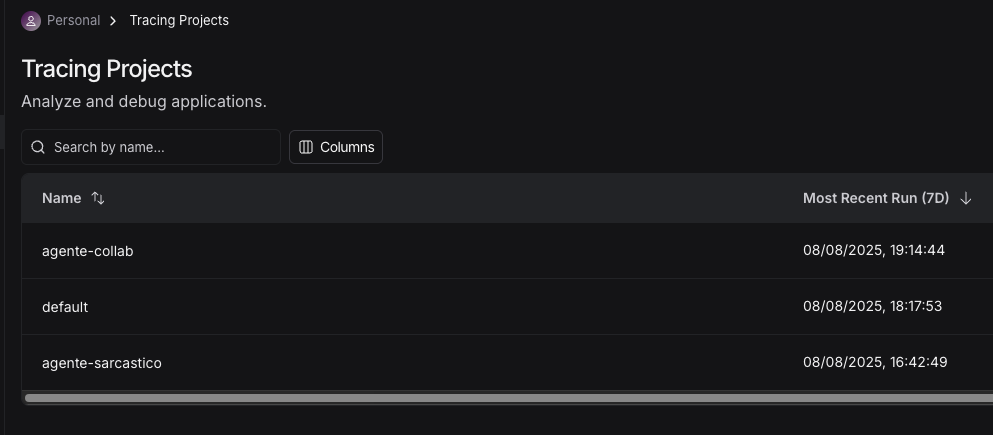 Personal > Tracing Projects
Tracing Projects
Analyze and debug applications.
Search by name... Columns
Name Most Recent Run (7D)
agente-collab 08/08/2025, 19:14:44
default 08/08/2025, 18:17:53
agente-sarcastico 08/08/2025, 16:42:49